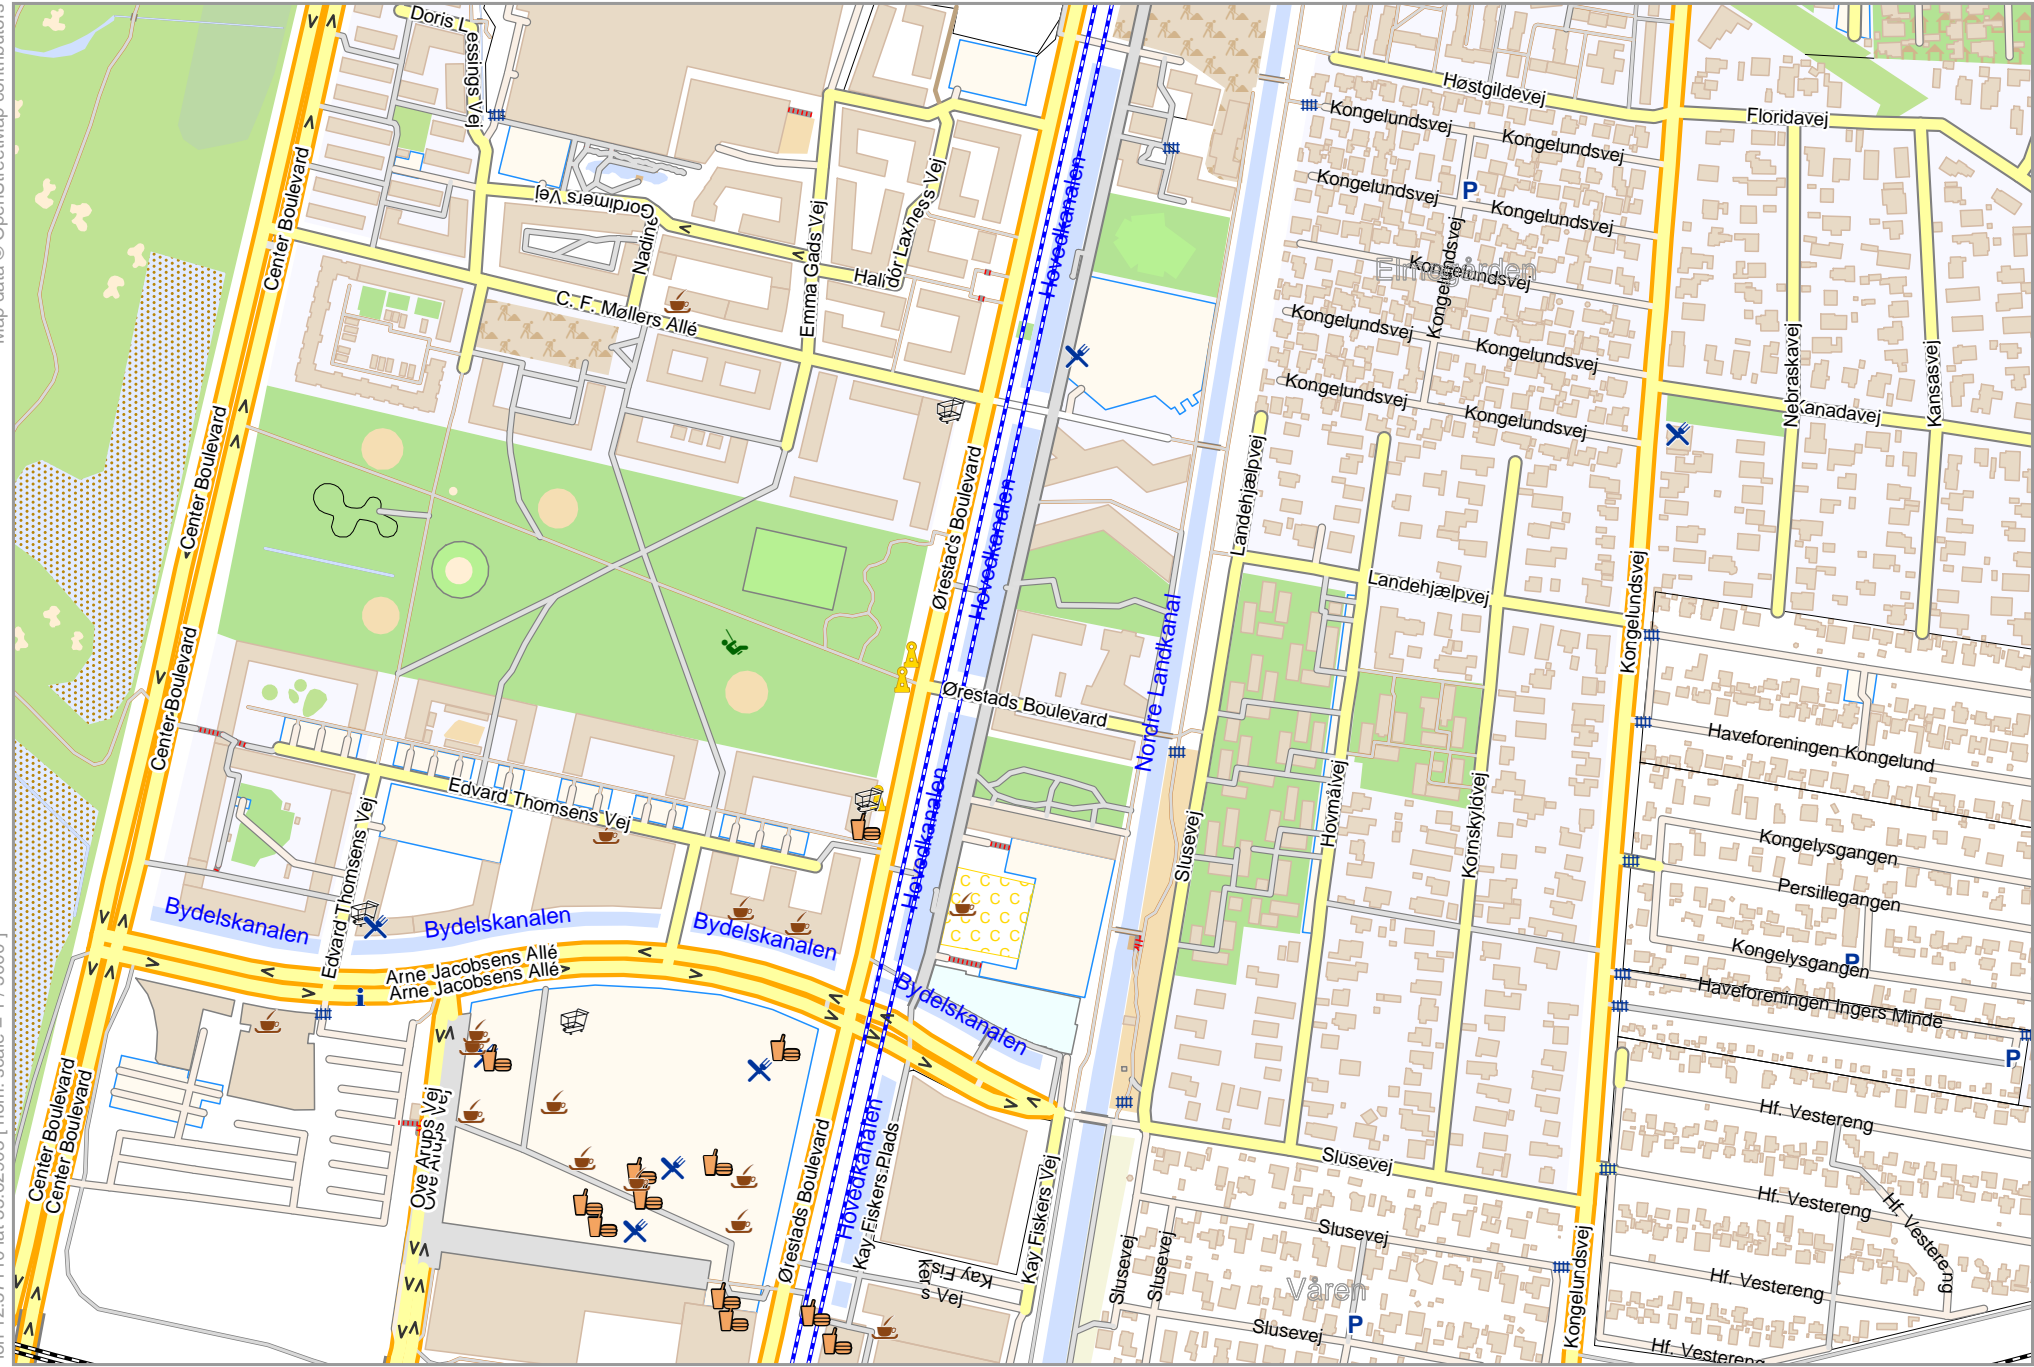 Doris Lessings Vej
Høstgildevej
Kongelundsvej
Kongelundsvej
Floridavej
Center Boulevard
Kongelundsvej
Kongelundsvej
Nadine Gordimers Vej
Emma Gads Vej
Halldór Laxness Vej
Hovedkanalen
Kongelundsvej
Elmegården
Kongelundsvej
C. F. Møllers Allé
Kongelundsvej
Kongelundsvej
Nebraskavej
Kansasvej
Kongelundsvej
Kongelundsvej
Kanadavej
Center Boulevard
Ørestads Boulevard
Hovedkanalen
Landehjælpvej
Landehjælpvej
Kongelundsvej
Center Boulevard
Nordre Landkanal
Ørestads Boulevard
Haveforeningen Kongelund
Edvard Thomsens Vej
Hovedkanalen
Slusevej
Hovmålvej
Kornskyldvej
Kongelysgangen
Persillegangen
Edvard Thomsens Vej
Bydelskanalen
Bydelskanalen
Bydelskanalen
Kongelysgangen
P
Arne Jacobsens Allé
Arne Jacobsens Allé
Bydelskanalen
Haveforeningen Ingers Minde
P
Center Boulevard
Center Boulevard
Ove Arups Vej
Ove Arups Vej
Ørestads Boulevard
Hovedkanalen
Kay Fiskers Plads
Kay Fiskers Vej
Kay Fiskers Vej
Slusevej
Hf. Vestereng
Hf. Vestereng
Hf. Vestereng
Slusevej
Slusevej
Slusevej
Våren
P
Slusevej
Kongelundsvej
Hf. Vestereng
Hf. Vestereng